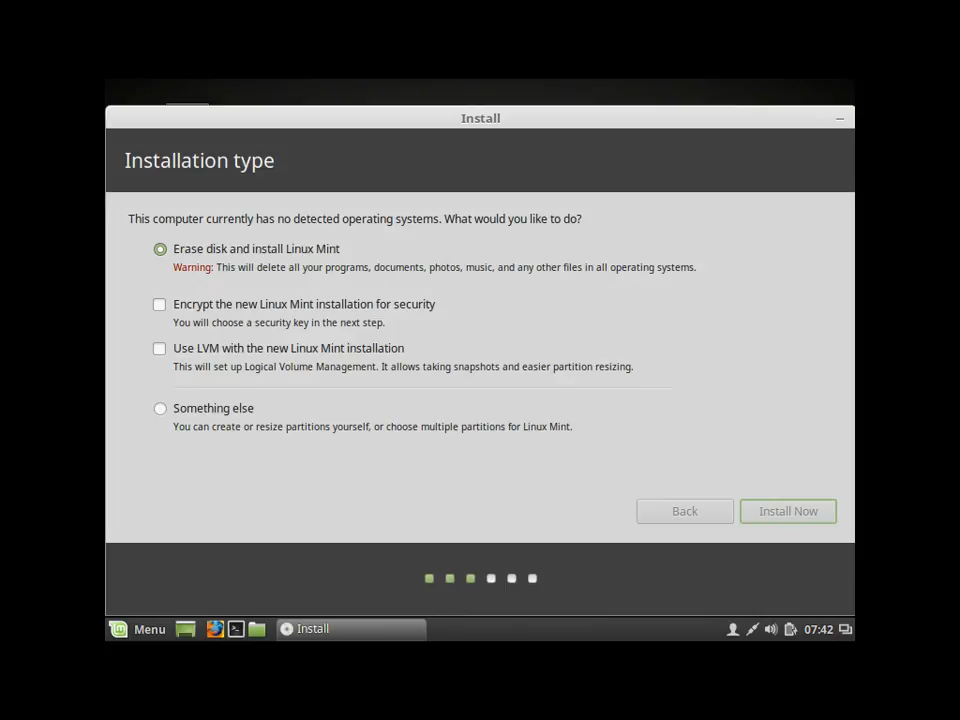 Install
Installation type
This computer currently has no detected operating systems. What would you like to do?
Erase disk and install Linux Mint
Warning: This will delete all your programs, documents, photos, music, and any other files in all operating systems.
Encrypt the new Linux Mint installation for security
You will choose a security key in the next step.
Use LVM with the new Linux Mint installation
This will set up Logical Volume Management. It allows taking snapshots and easier partition resizing.
Something else
You can create or resize partitions yourself, or choose multiple partitions for Linux Mint.
Back Install Now
Menu Install 07:42